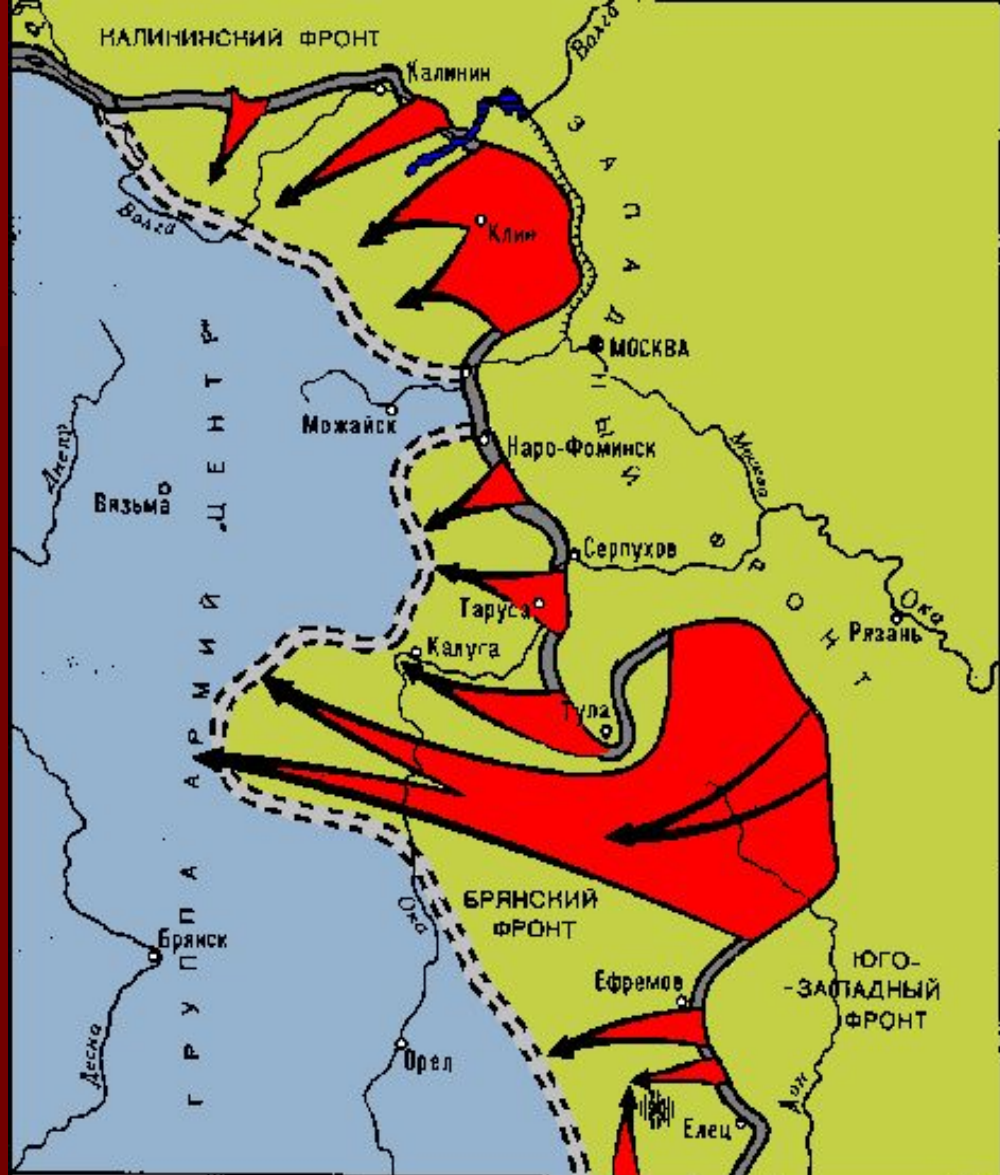 КАЛИНИНСКИЙ ФРОНТ
Волга
Калинин
ЗАПАДНЫЙ ФРОНТ
Волга
Клин
МОСКВА
Можайск
Наро-Фоминск
Москва
Днепр
Вязьма
ГРУППА АРМИЙ „ЦЕНТР"
Серпухов
Таруса
Ока
Рязань
Калуга
Тула
БРЯНСКИЙ
ФРОНТ
Ока
Брянск
ЮГО-
-ЗАПАДНЫЙ
ФРОНТ
Ефремов
Десна
Орел
Дон
Елец